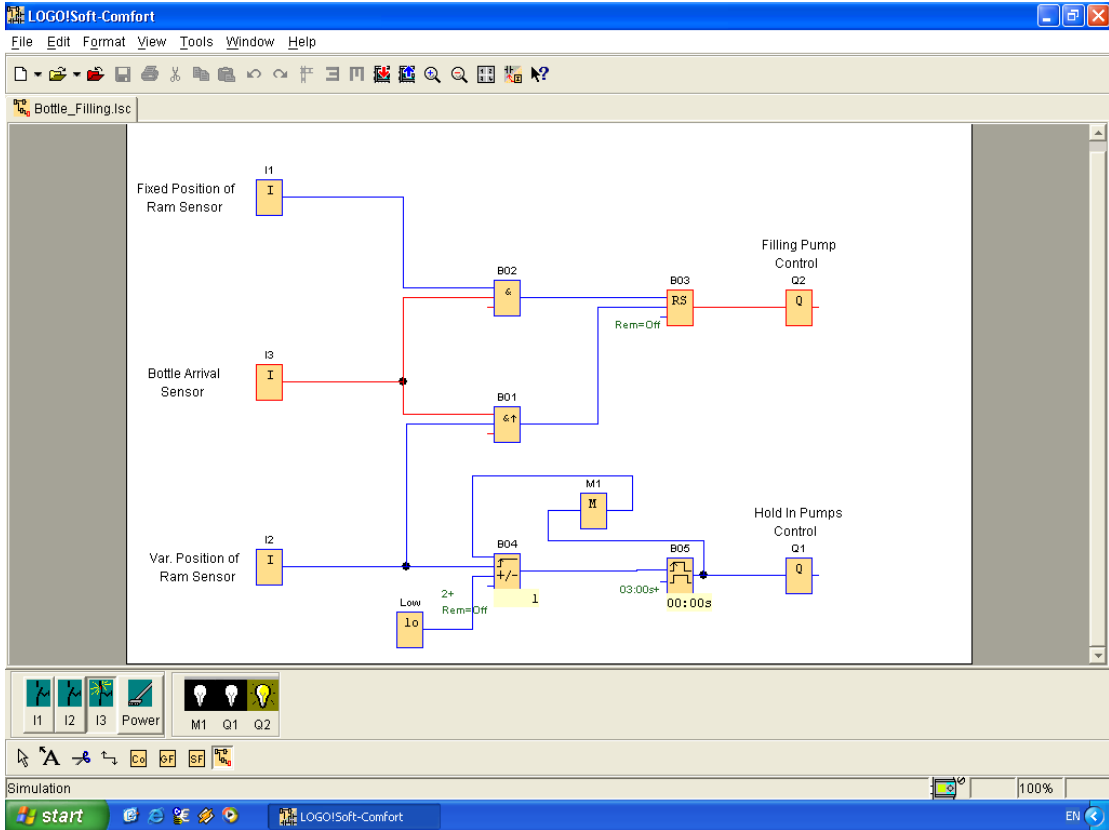 LOGO!Soft-Comfort
File Edit Format View Tools Window Help
Bottle_Filling.lsc
I1
Fixed Position of
Ram Sensor
I
Filling Pump
Control
B02
B03
Q2
&
RS
Q
Rem=Off
I3
Bottle Arrival
Sensor
I
B01
&↑
M1
M
Hold In Pumps
Control
I2
B04
B05
Q1
Var. Position of
Ram Sensor
I
+/-
Q
2+
Rem=Off
1
03:00s+
00:00s
Low
lo
I1 I2 I3 Power M1 Q1 Q2
A Co GF SF
Simulation
100%
start
LOGO!Soft-Comfort
EN